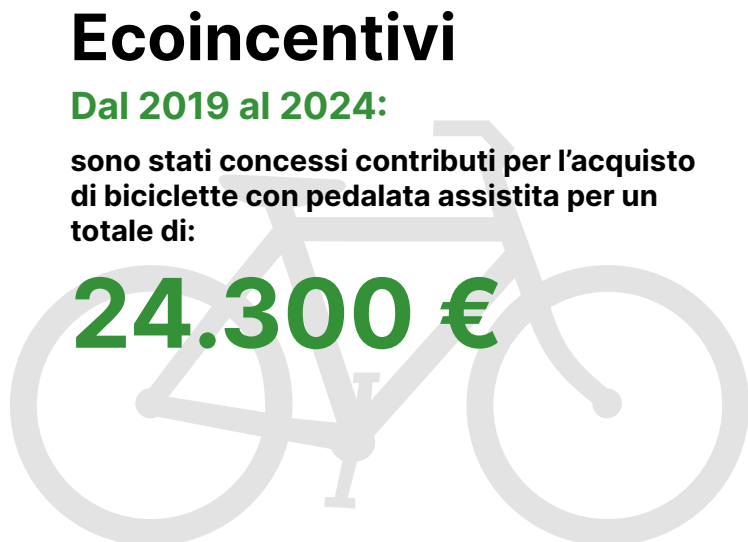 Ecoincentivi
Dal 2019 al 2024:
sono stati concessi contributi per l’acquisto
di biciclette con pedalata assistita per un
totale di:
24.300 €